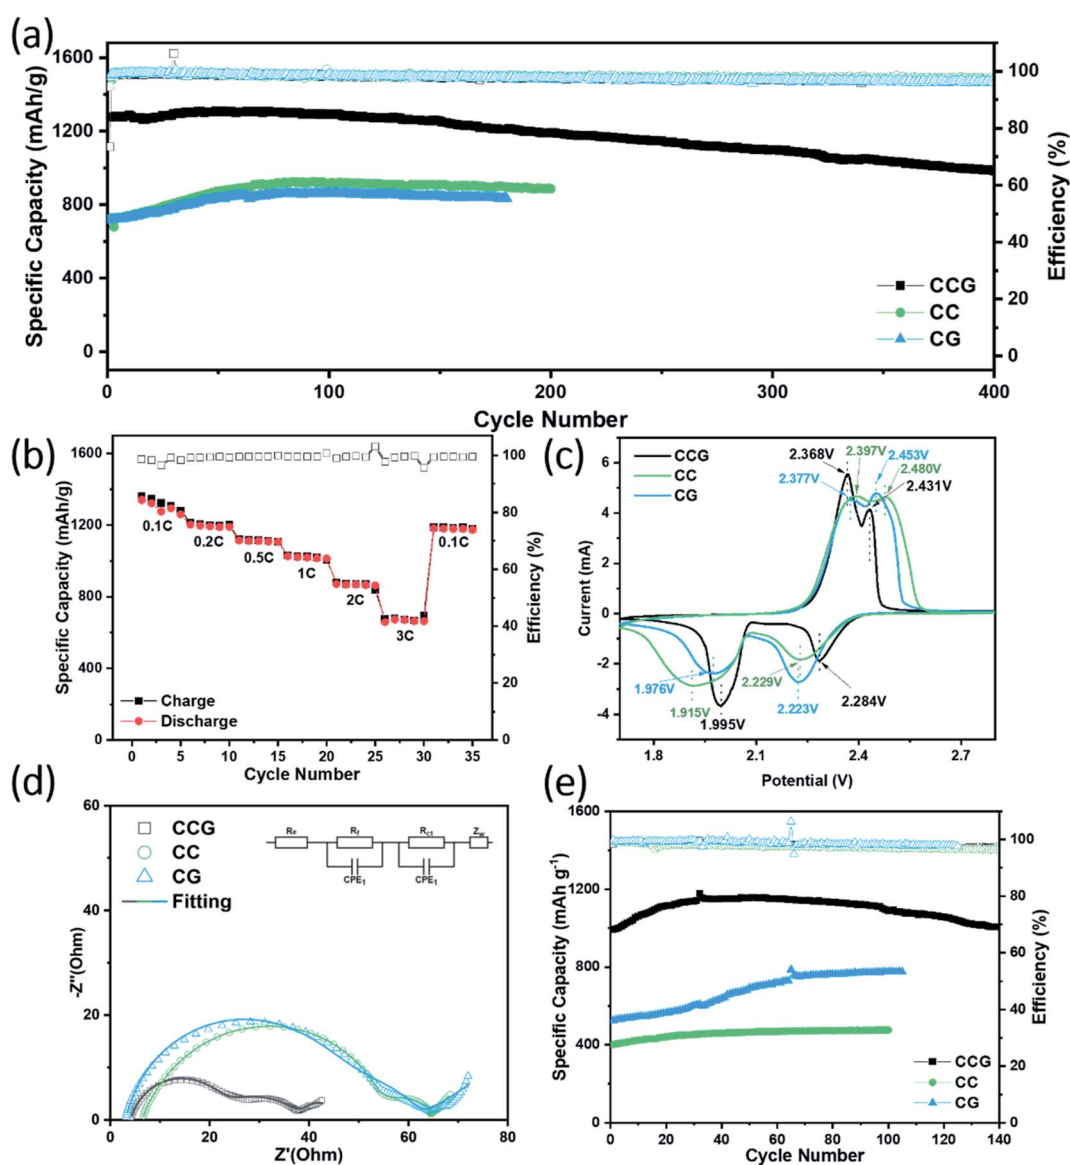 (a)
1600
1200
800
400
0
Specific Capacity (mAh/g)
100
80
60
40
20
0
Efficiency (%)
CCG
CC
CG
0
100
200
300
400
Cycle Number
(b)
1600
1200
800
400
0
Specific Capacity (mAh/g)
0.1C
0.2C
0.5C
1C
2C
3C
0.1C
100
80
60
40
20
0
Efficiency (%)
Charge
Discharge
0 5 10 15 20 25 30 35
Cycle Number
(c)
CCG
CC
CG
2.368V
2.397V
2.453V
2.377V
2.480V
2.431V
6
4
2
0
-2
-4
Current (mA)
1.976V
1.915V
1.995V
2.229V
2.223V
2.284V
1.8 2.1 2.4 2.7
Potential (V)
(d)
60
40
20
0
-Z''(Ohm)
CCG
CC
CG
Fitting
Re Rf Rct Zw
CPE1 CPE1
0 20 40 60 80
Z'(Ohm)
(e)
1600
1200
800
400
0
Specific Capacity (mAh g-1)
100
90
80
70
60
50
40
30
20
10
0
Efficiency (%)
CCG
CC
CG
0 20 40 60 80 100 120 140
Cycle Number